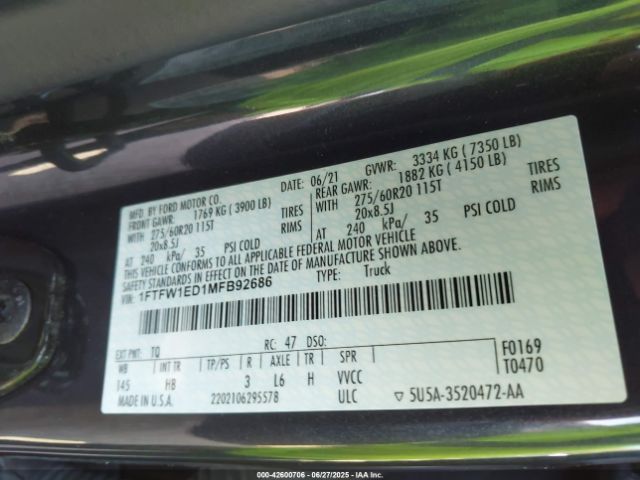 MFD. BY FORD MOTOR CO.
DATE: 06/21
GVWR: 3334 KG ( 7350 LB)
FRONT GAWR: 1769 KG ( 3900 LB)
REAR GAWR: 1882 KG ( 4150 LB)
WITH 275/60R20 115T TIRES
WITH 275/60R20 115T TIRES
20x8.5J RIMS
20x8.5J RIMS
AT 240 kPa/ 35 PSI COLD
AT 240 kPa/ 35 PSI COLD
THIS VEHICLE CONFORMS TO ALL APPLICABLE FEDERAL MOTOR VEHICLE
SAFETY STANDARDS IN EFFECT ON THE DATE OF MANUFACTURE SHOWN ABOVE.
VIN: 1FTFW1ED1MFB92686
TYPE: Truck
EXT PNT: TQ RC: 47 DSO: F0169
WB INT TR TP/PS R AXLE TR SPR T0470
145 HB 3 L6 H VVCC
MADE IN U.S.A. 2202106295578 ULC ▽ 5U5A-3520472-AA
000-42600706 - 06/27/2025 - IAA Inc.